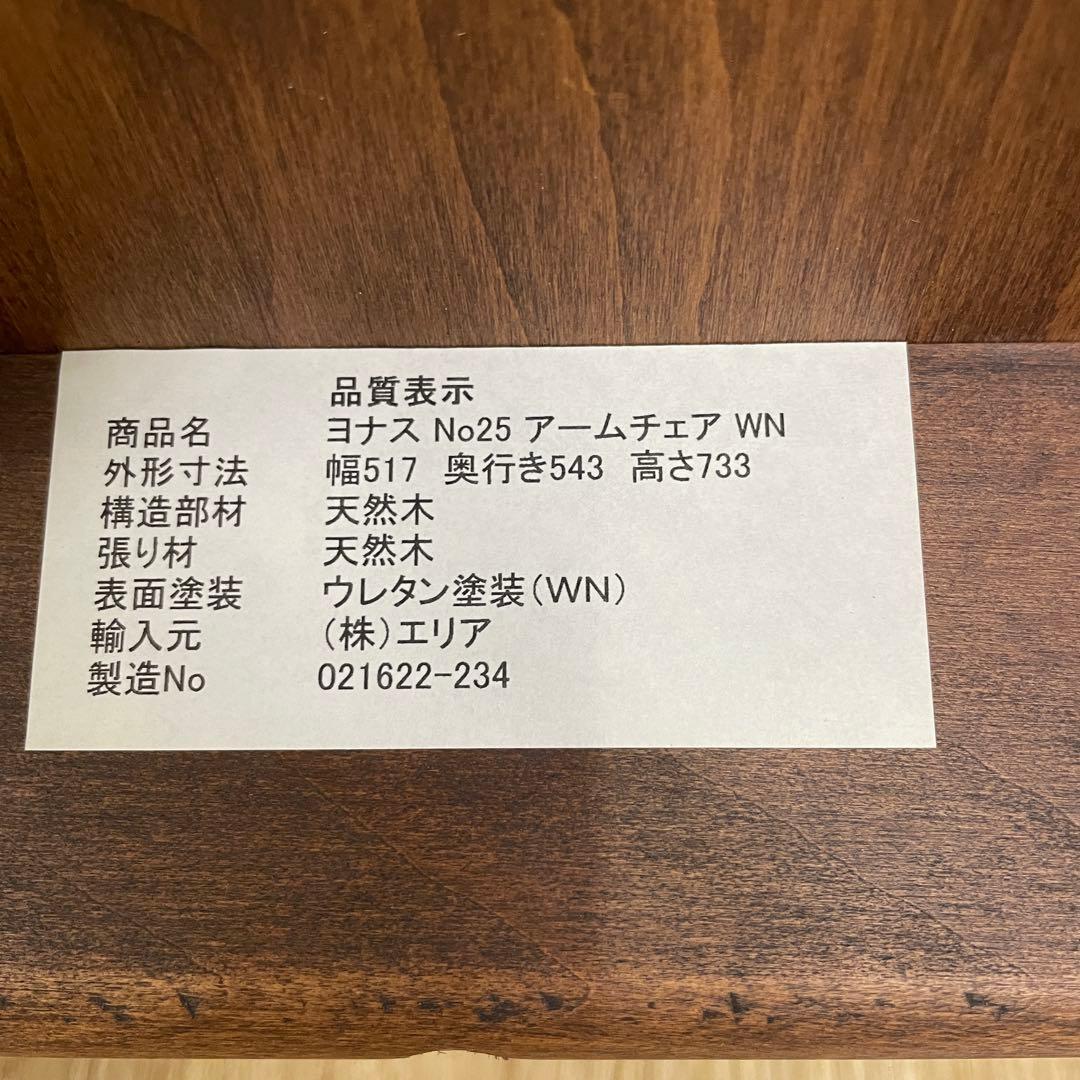 品質表示
商品名 ヨナス No25 アームチェア WN
外形寸法 幅517 奥行き543 高さ733
構造部材 天然木
張り材 天然木
表面塗装 ウレタン塗装(WN)
輸入元 (株)エリア
製造No 021622-234